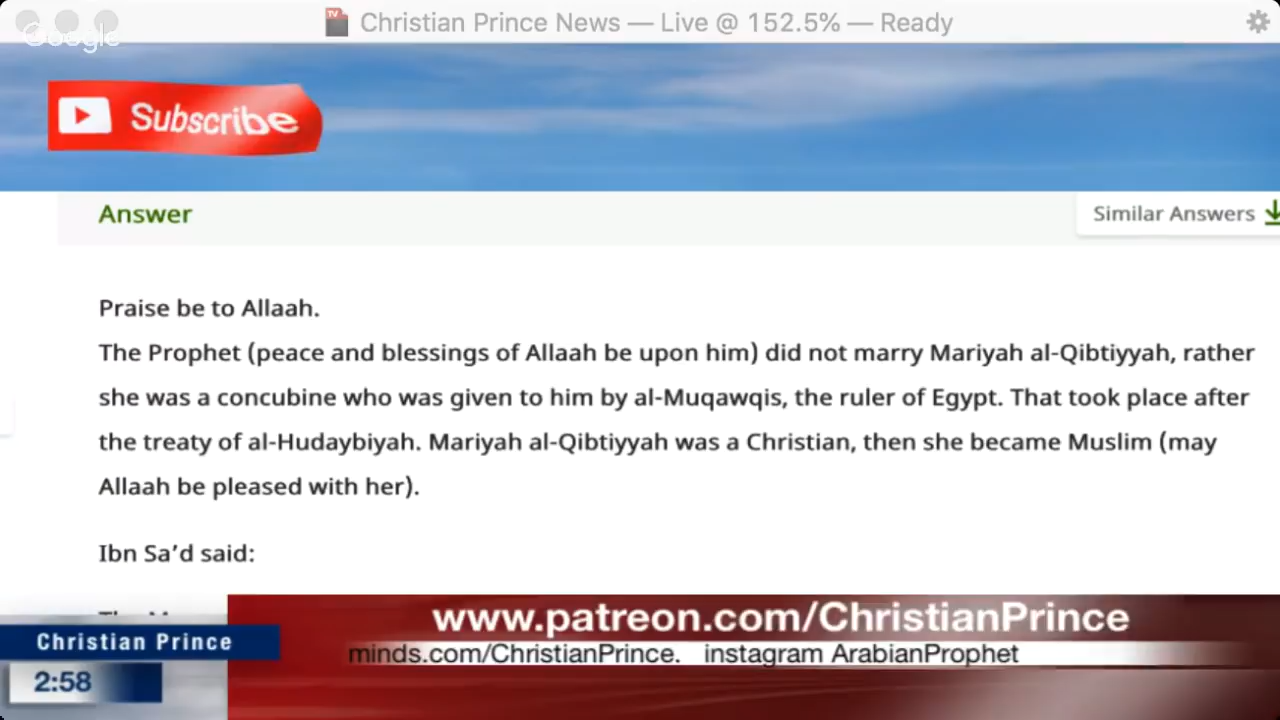 Christian Prince News — Live @ 152.5% — Ready
Google
Subscribe
Answer
Similar Answers
Praise be to Allaah.
The Prophet (peace and blessings of Allaah be upon him) did not marry Mariyah al-Qibtiyyah, rather
she was a concubine who was given to him by al-Muqawqis, the ruler of Egypt. That took place after
the treaty of al-Hudaybiyah. Mariyah al-Qibtiyyah was a Christian, then she became Muslim (may
Allaah be pleased with her).
Ibn Sa’d said:
www.patreon.com/ChristianPrince
Christian Prince
minds.com/ChristianPrince. instagram ArabianProphet
2:58